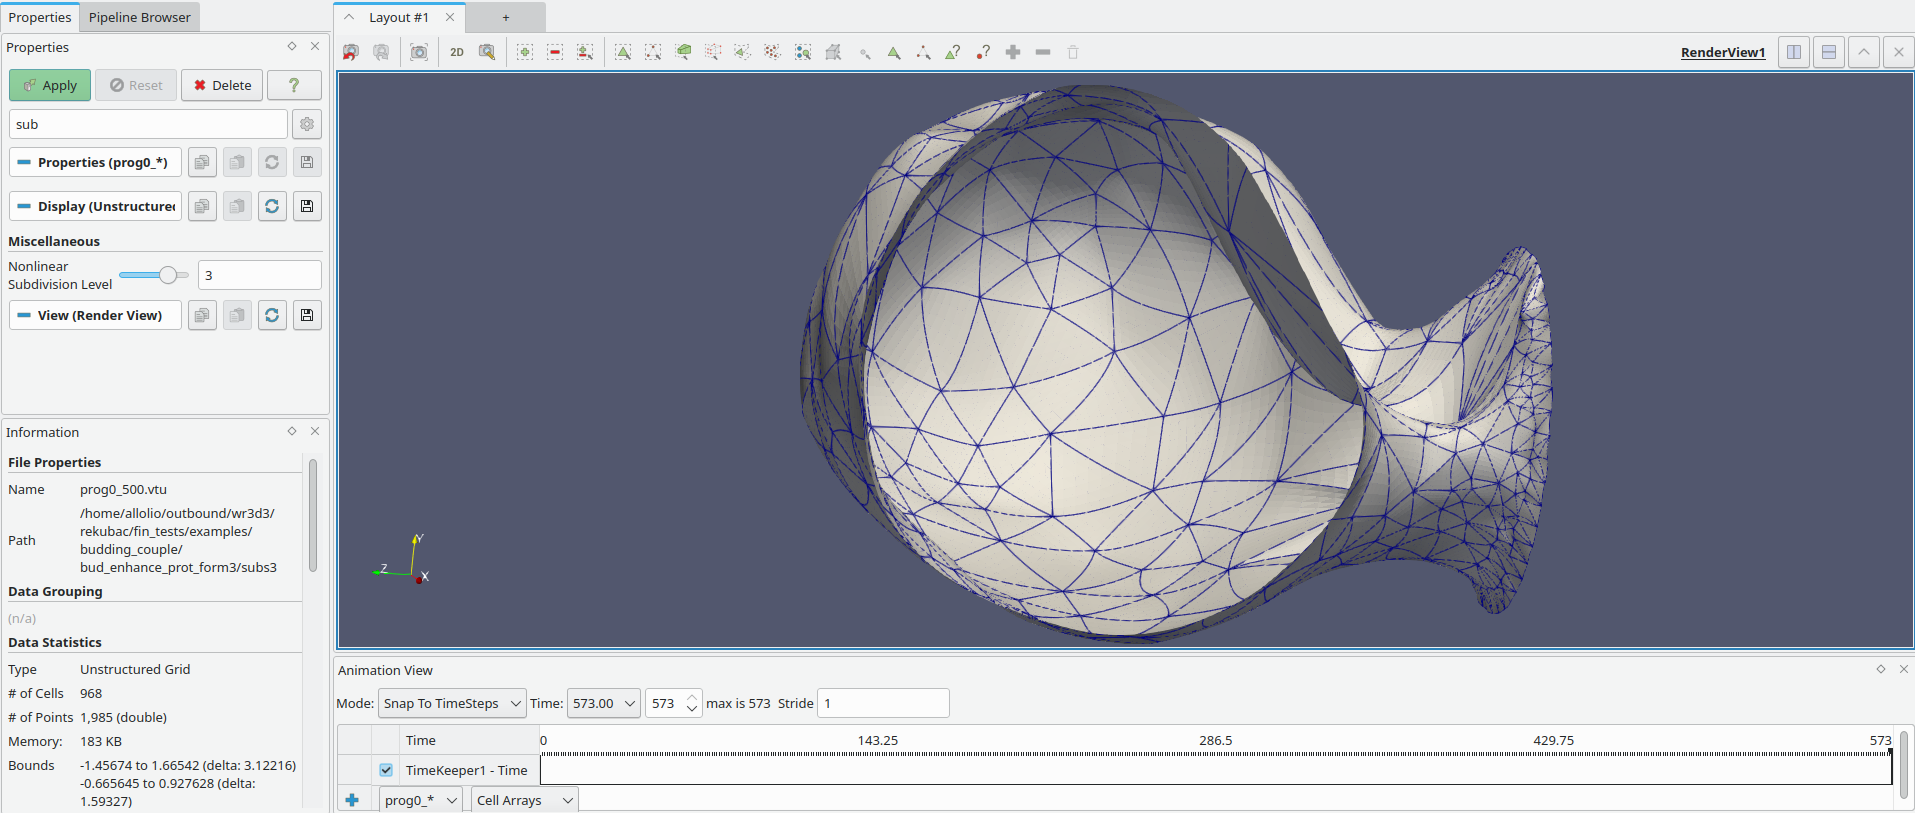 Properties
Pipeline Browser
Properties
Apply
Reset
Delete
?
sub
Properties (prog0_*)
Display (Unstructure
Miscellaneous
Nonlinear
Subdivision Level
3
View (Render View)
Information
File Properties
Name prog0_500.vtu
Path
/home/allolio/outbound/wr3d3/
rekubac/fin_tests/examples/
budding_couple/
bud_enhance_prot_form3/subs3
Data Grouping
(n/a)
Data Statistics
Type Unstructured Grid
# of Cells 968
# of Points 1,985 (double)
Memory: 183 KB
Bounds -1.45674 to 1.66542 (delta: 3.12216)
-0.665645 to 0.927628 (delta:
1.59327)
Layout #1
+
2D
RenderView1
Y
Z
X
Animation View
Mode: Snap To TimeSteps Time: 573.00 573 max is 573 Stride 1
Time 0 143.25 286.5 429.75 573
TimeKeeper1 - Time
prog0_* Cell Arrays